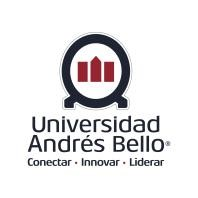 Universidad
Andrés Bello®
Conectar · Innovar · Liderar